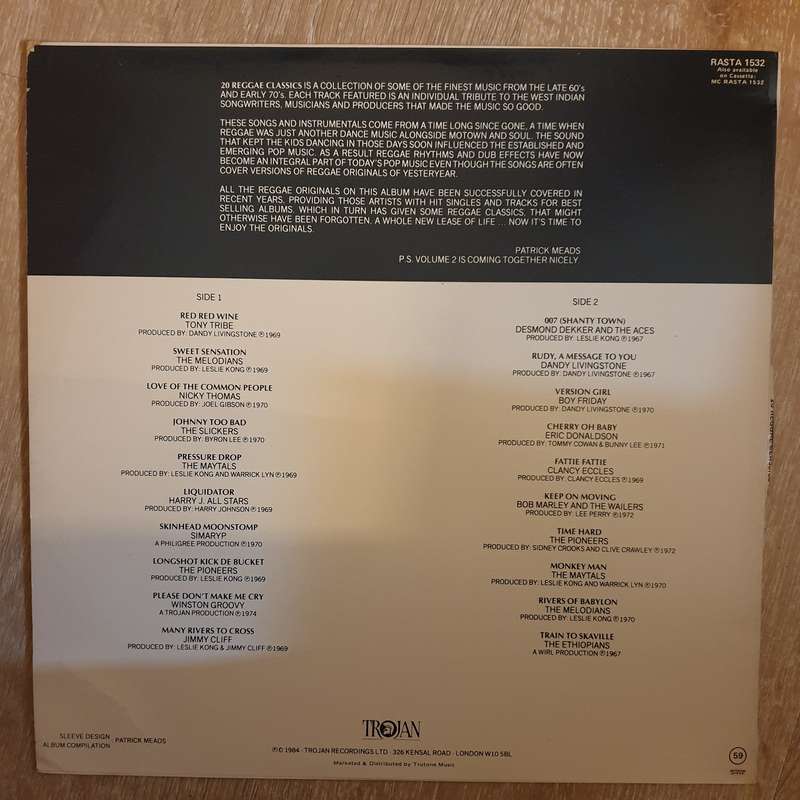 RASTA 1532
Also available
on Cassette:
MC RASTA 1532
20 REGGAE CLASSICS IS A COLLECTION OF SOME OF THE FINEST MUSIC FROM THE LATE 60's
AND EARLY 70's. EACH TRACK FEATURED IS AN INDIVIDUAL TRIBUTE TO THE WEST INDIAN
SONGWRITERS, MUSICIANS AND PRODUCERS THAT MADE THE MUSIC SO GOOD.
THESE SONGS AND INSTRUMENTALS COME FROM A TIME LONG SINCE GONE, A TIME WHEN
REGGAE WAS JUST ANOTHER DANCE MUSIC ALONGSIDE MOTOWN AND SOUL. THE SOUND
THAT KEPT THE KIDS DANCING IN THOSE DAYS SOON INFLUENCED THE ESTABLISHED AND
EMERGING POP MUSIC. AS A RESULT REGGAE RHYTHMS AND DUB EFFECTS HAVE NOW
BECOME AN INTEGRAL PART OF TODAY'S POP MUSIC EVEN THOUGH THE SONGS ARE OFTEN
COVER VERSIONS OF REGGAE ORIGINALS OF YESTERYEAR.
ALL THE REGGAE ORIGINALS ON THIS ALBUM HAVE BEEN SUCCESSFULLY COVERED IN
RECENT YEARS. PROVIDING THOSE ARTISTS WITH HIT SINGLES AND TRACKS FOR BEST
SELLING ALBUMS. WHICH IN TURN HAS GIVEN SOME REGGAE CLASSICS, THAT MIGHT
OTHERWISE HAVE BEEN FORGOTTEN, A WHOLE NEW LEASE OF LIFE ... NOW IT'S TIME TO
ENJOY THE ORIGINALS.
PATRICK MEADS
P.S. VOLUME 2 IS COMING TOGETHER NICELY.
SIDE 1
RED RED WINE
TONY TRIBE
PRODUCED BY: DANDY LIVINGSTONE ℗1969
SWEET SENSATION
THE MELODIANS
PRODUCED BY: LESLIE KONG ℗1969
LOVE OF THE COMMON PEOPLE
NICKY THOMAS
PRODUCED BY: JOEL GIBSON ℗1970
JOHNNY TOO BAD
THE SLICKERS
PRODUCED BY: BYRON LEE ℗1970
PRESSURE DROP
THE MAYTALS
PRODUCED BY: LESLIE KONG AND WARRICK LYN ℗1969
LIQUIDATOR
HARRY J. ALL STARS
PRODUCED BY: HARRY JOHNSON ℗1969
SKINHEAD MOONSTOMP
SIMARYP
A PHILIGREE PRODUCTION ℗1970
LONGSHOT KICK DE BUCKET
THE PIONEERS
PRODUCED BY: LESLIE KONG ℗1969
PLEASE DON'T MAKE ME CRY
WINSTON GROOVY
A TROJAN PRODUCTION ℗1974
MANY RIVERS TO CROSS
JIMMY CLIFF
PRODUCED BY: LESLIE KONG & JIMMY CLIFF ℗1969
SIDE 2
007 (SHANTY TOWN)
DESMOND DEKKER AND THE ACES
PRODUCED BY: LESLIE KONG ℗1967
RUDY, A MESSAGE TO YOU
DANDY LIVINGSTONE
PRODUCED BY: DANDY LIVINGSTONE ℗1967
VERSION GIRL
BOY FRIDAY
PRODUCED BY: DANDY LIVINGSTONE ℗1970
CHERRY OH BABY
ERIC DONALDSON
PRODUCED BY: TOMMY COWAN & BUNNY LEE ℗1971
FATTIE FATTIE
CLANCY ECCLES
PRODUCED BY: CLANCY ECCLES ℗1969
KEEP ON MOVING
BOB MARLEY AND THE WAILERS
PRODUCED BY: LEE PERRY ℗1972
TIME HARD
THE PIONEERS
PRODUCED BY: SIDNEY CROOKS AND CLIVE CRAWLEY ℗1972
MONKEY MAN
THE MAYTALS
PRODUCED BY: LESLIE KONG AND WARRICK LYN ℗1970
RIVERS OF BABYLON
THE MELODIANS
PRODUCED BY: LESLIE KONG ℗1970
TRAIN TO SKAVILLE
THE ETHIOPIANS
A WIRL PRODUCTION ℗1967
SLEEVE DESIGN
ALBUM COMPILATION : PATRICK MEADS
TROJAN
℗© 1984 · TROJAN RECORDINGS LTD · 326 KENSAL ROAD · LONDON W10 5BL
Marketed & Distributed by Trutone Music
59